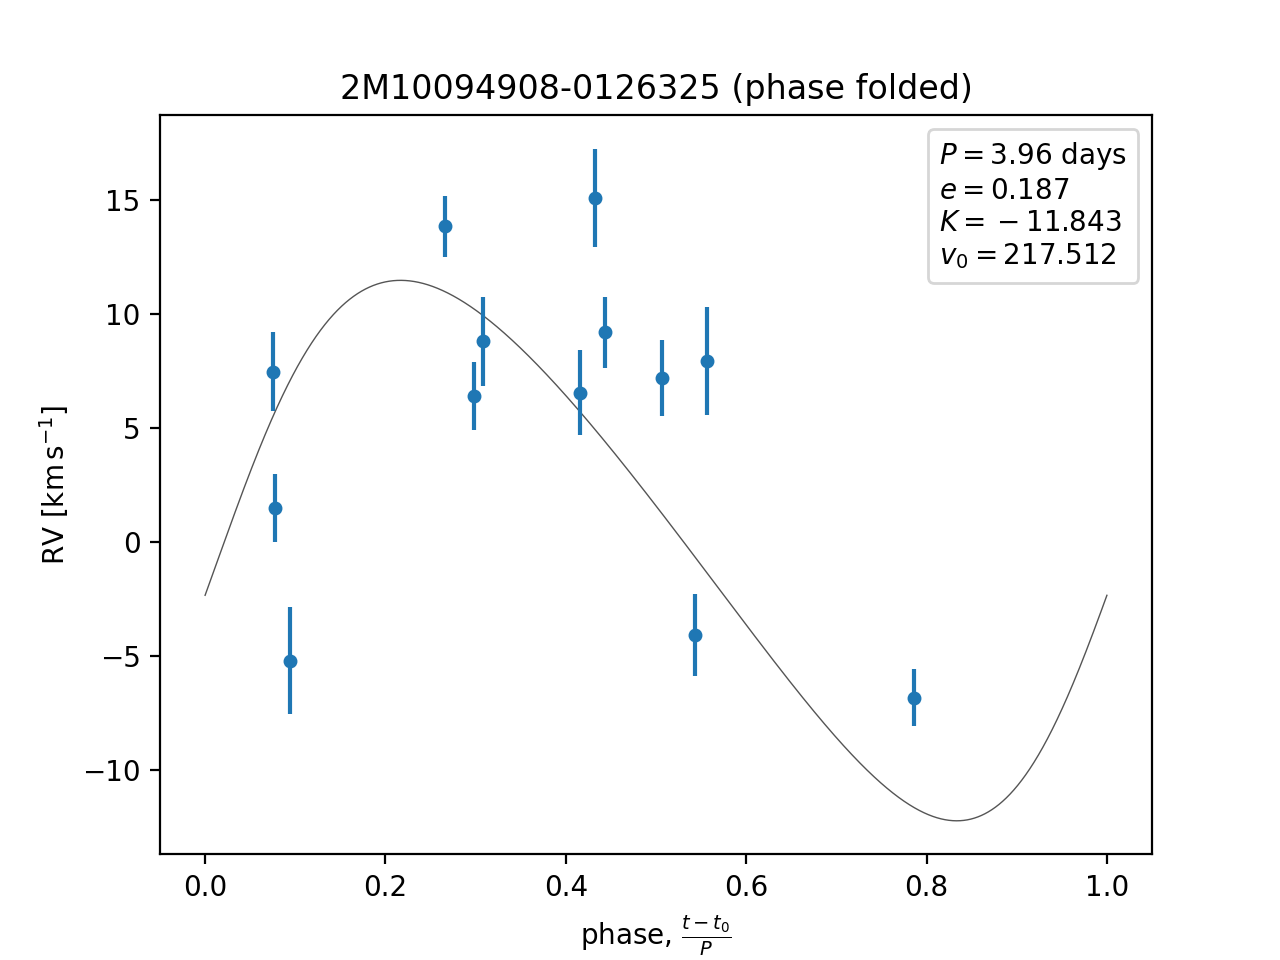 2M10094908-0126325 (phase folded)
P = 3.96 days
e = 0.187
K = −11.843
v₀ = 217.512
RV [km s⁻¹]
15
10
5
0
−5
−10
0.0 0.2 0.4 0.6 0.8 1.0
phase, (t − t₀)/P